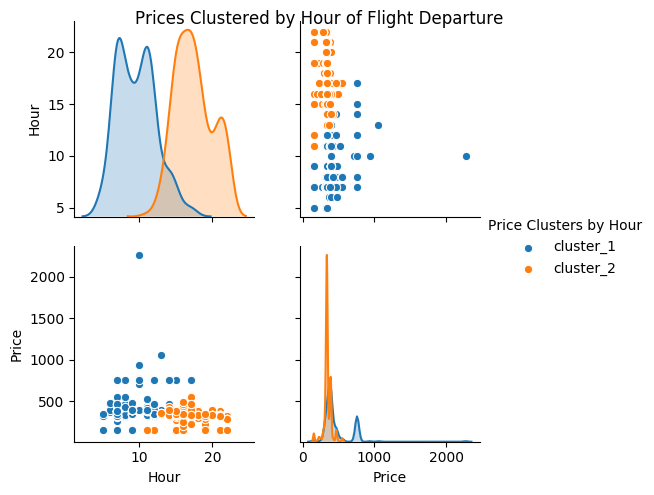 Prices Clustered by Hour of Flight Departure
20
15
10
5
Hour
Price Clusters by Hour
cluster_1
cluster_2
2000
1500
1000
500
Price
10
20
Hour
0
1000
2000
Price